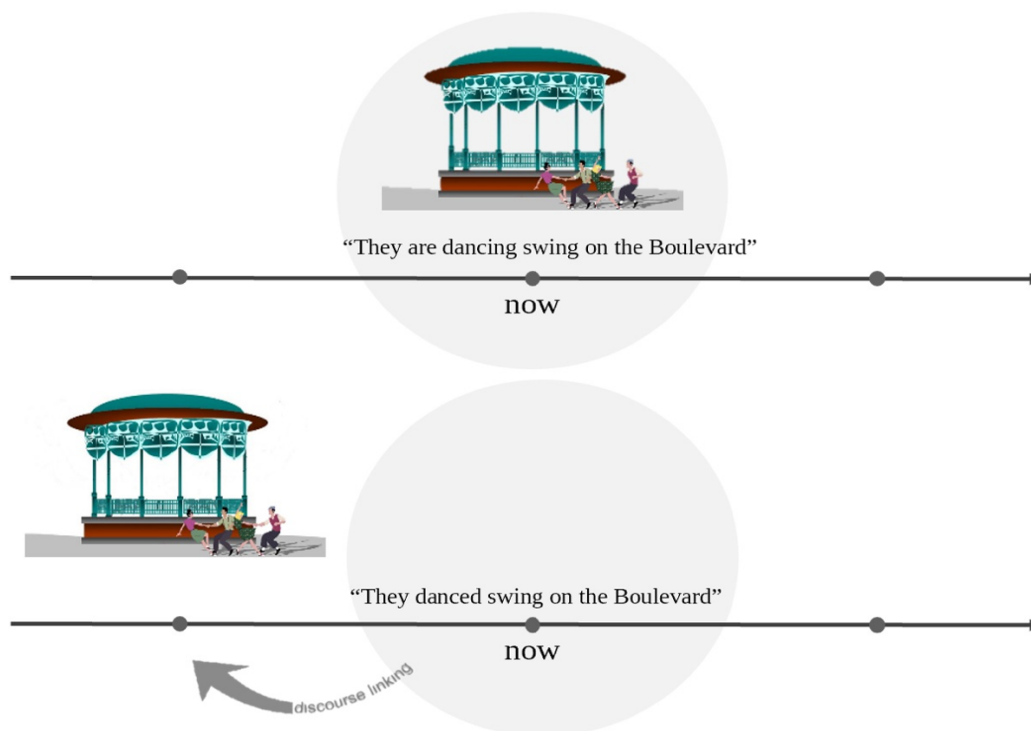 “They are dancing swing on the Boulevard”
now
“They danced swing on the Boulevard”
now
discourse linking